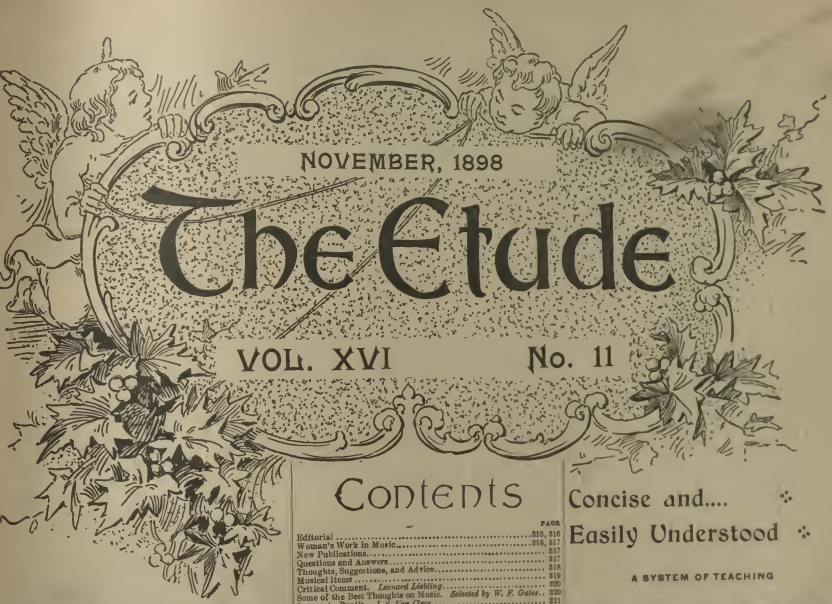 NOVEMBER, 1898
The Etude
VOL. XVI No. 11
Contents
PAGE
Editorial 315, 316
Woman's Work in Music 316, 317
New Publications 317
Questions and Answers 317
Thoughts, Suggestions, and Advice 318
Musical Items 319
Critical Comment. Leonard Liebling 320
Some of the Best Thoughts on Music. Selected by W. F. Gates 320
321
Concise and....
Easily Understood
A SYSTEM OF TEACHING